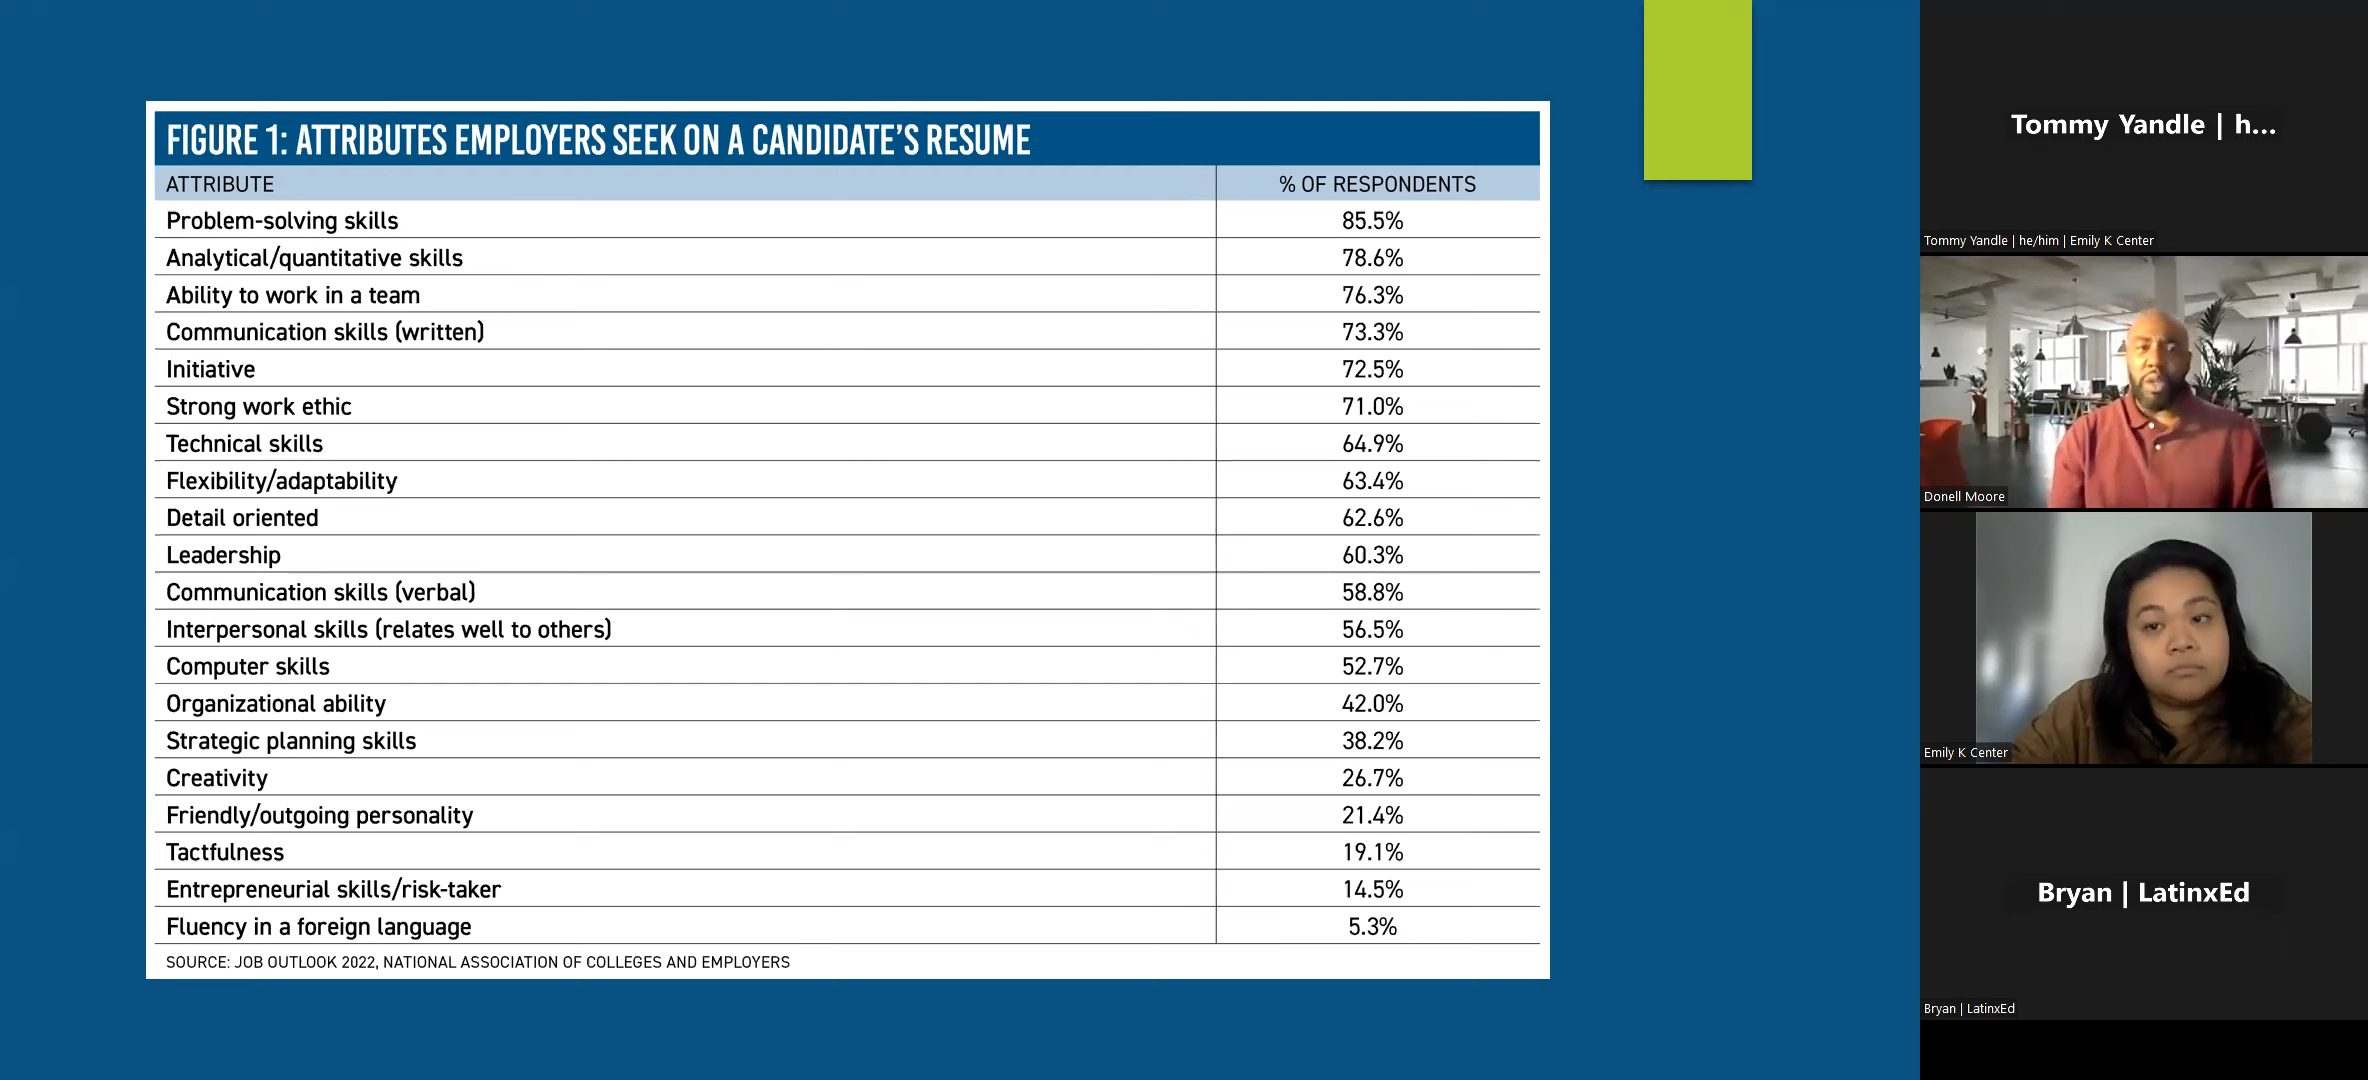 FIGURE 1: ATTRIBUTES EMPLOYERS SEEK ON A CANDIDATE'S RESUME
ATTRIBUTE % OF RESPONDENTS
Problem-solving skills 85.5%
Analytical/quantitative skills 78.6%
Ability to work in a team 76.3%
Communication skills (written) 73.3%
Initiative 72.5%
Strong work ethic 71.0%
Technical skills 64.9%
Flexibility/adaptability 63.4%
Detail oriented 62.6%
Leadership 60.3%
Communication skills (verbal) 58.8%
Interpersonal skills (relates well to others) 56.5%
Computer skills 52.7%
Organizational ability 42.0%
Strategic planning skills 38.2%
Creativity 26.7%
Friendly/outgoing personality 21.4%
Tactfulness 19.1%
Entrepreneurial skills/risk-taker 14.5%
Fluency in a foreign language 5.3%
SOURCE: JOB OUTLOOK 2022, NATIONAL ASSOCIATION OF COLLEGES AND EMPLOYERS
Tommy Yandle | h...
Tommy Yandle | he/him | Emily K Center
Donell Moore
Emily K Center
Bryan | LatinxEd
Bryan | LatinxEd